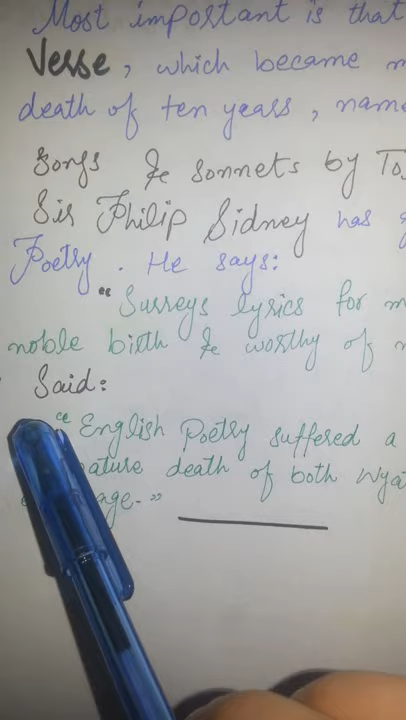 Most important is that
Verse, which became
death of ten years, name
Songs & sonnets by To
Sir Philip Sidney has
Poetry. He says:
"Surreys lyrics for m
noble birth & worthy of
Said:
"English Poetry suffered a
ature death of both Wya
age."